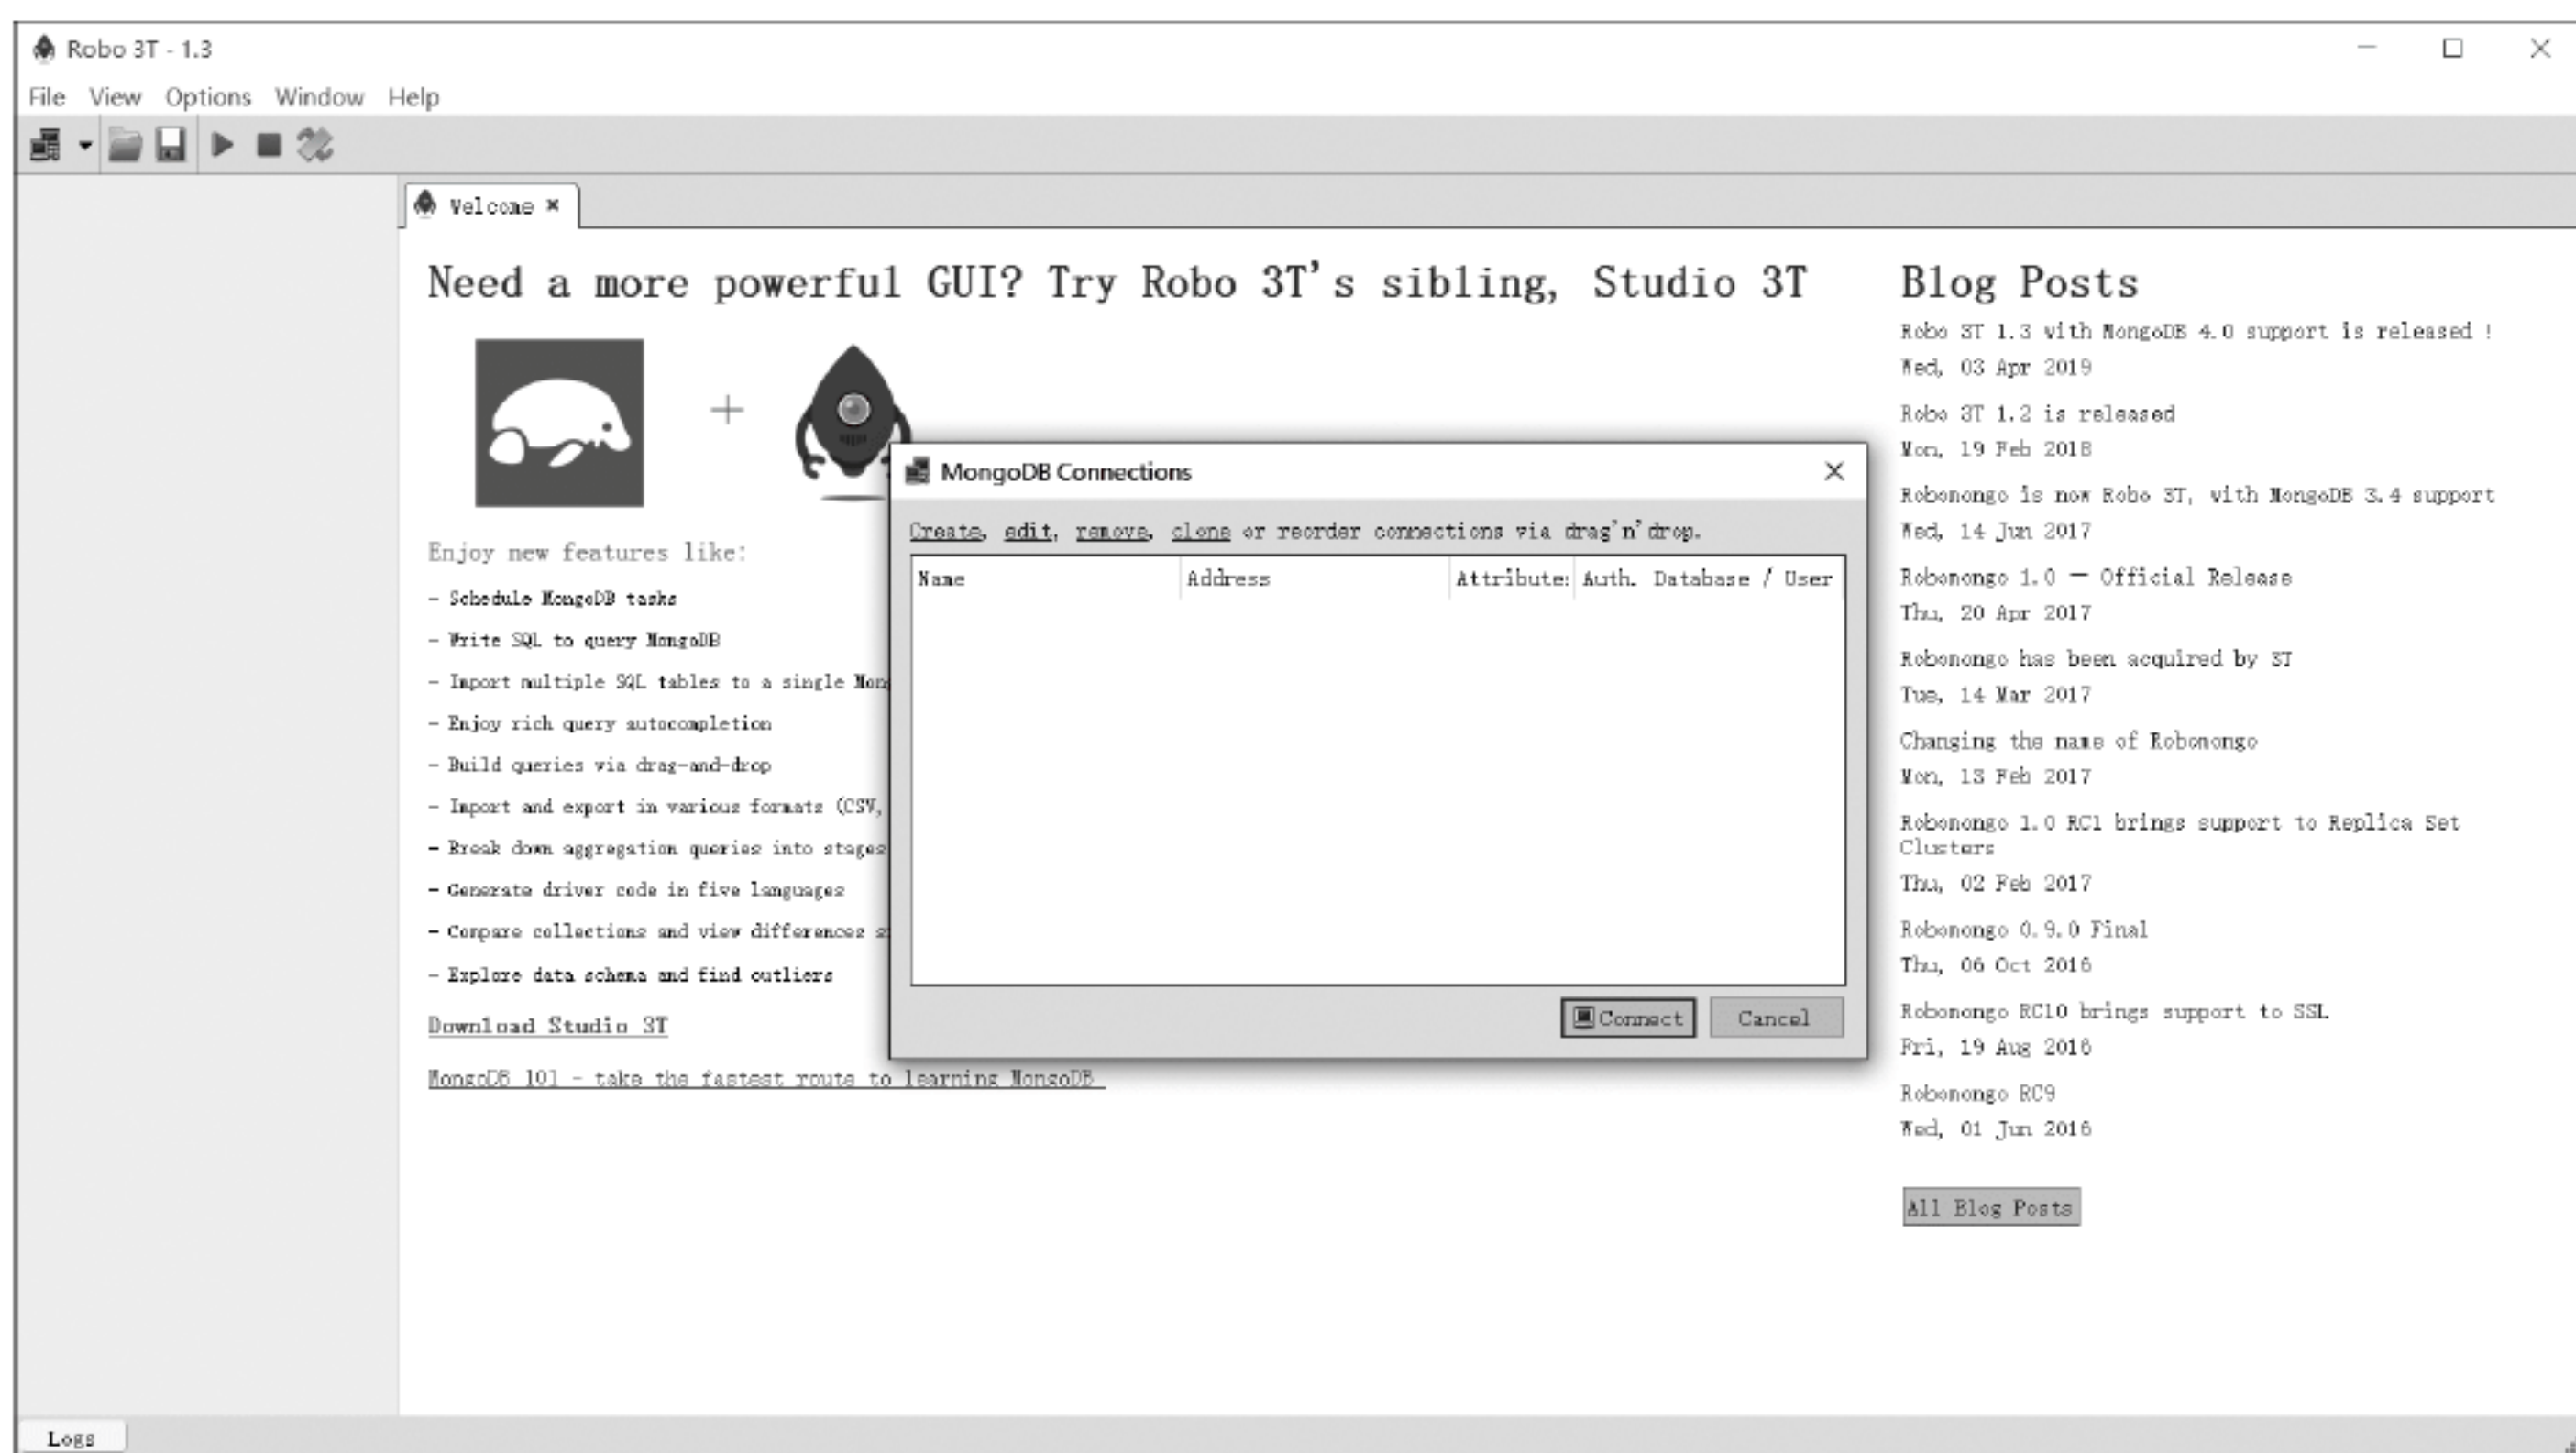 Robo 3T - 1.3
File View Options Window Help
Welcome
Need a more powerful GUI? Try Robo 3T's sibling, Studio 3T
Enjoy new features like:
- Schedule MongoDB tasks
- Write SQL to query MongoDB
- Import multiple SQL tables to a single Mong
- Enjoy rich query autocompletion
- Build queries via drag-and-drop
- Import and export in various formats (CSV,
- Break down aggregation queries into stages
- Generate driver code in five languages
- Compare collections and view differences s
- Explore data schema and find outliers
Download Studio 3T
MongoDB 101 - take the fastest route to learning MongoDB
MongoDB Connections
Create, edit, remove, clone or reorder connections via drag'n'drop.
Name Address Attribute: Auth. Database / User
Connect Cancel
Blog Posts
Robo 3T 1.3 with MongoDB 4.0 support is released !
Wed, 03 Apr 2019
Robo 3T 1.2 is released
Mon, 19 Feb 2018
Robomongo is now Robo 3T, with MongoDB 3.4 support
Wed, 14 Jun 2017
Robomongo 1.0 — Official Release
Thu, 20 Apr 2017
Robomongo has been acquired by 3T
Tue, 14 Mar 2017
Changing the name of Robomongo
Mon, 13 Feb 2017
Robomongo 1.0 RC1 brings support to Replica Set
Clusters
Thu, 02 Feb 2017
Robomongo 0.9.0 Final
Thu, 06 Oct 2016
Robomongo RC10 brings support to SSL
Fri, 19 Aug 2016
Robomongo RC9
Wed, 01 Jun 2016
All Blog Posts
Logs